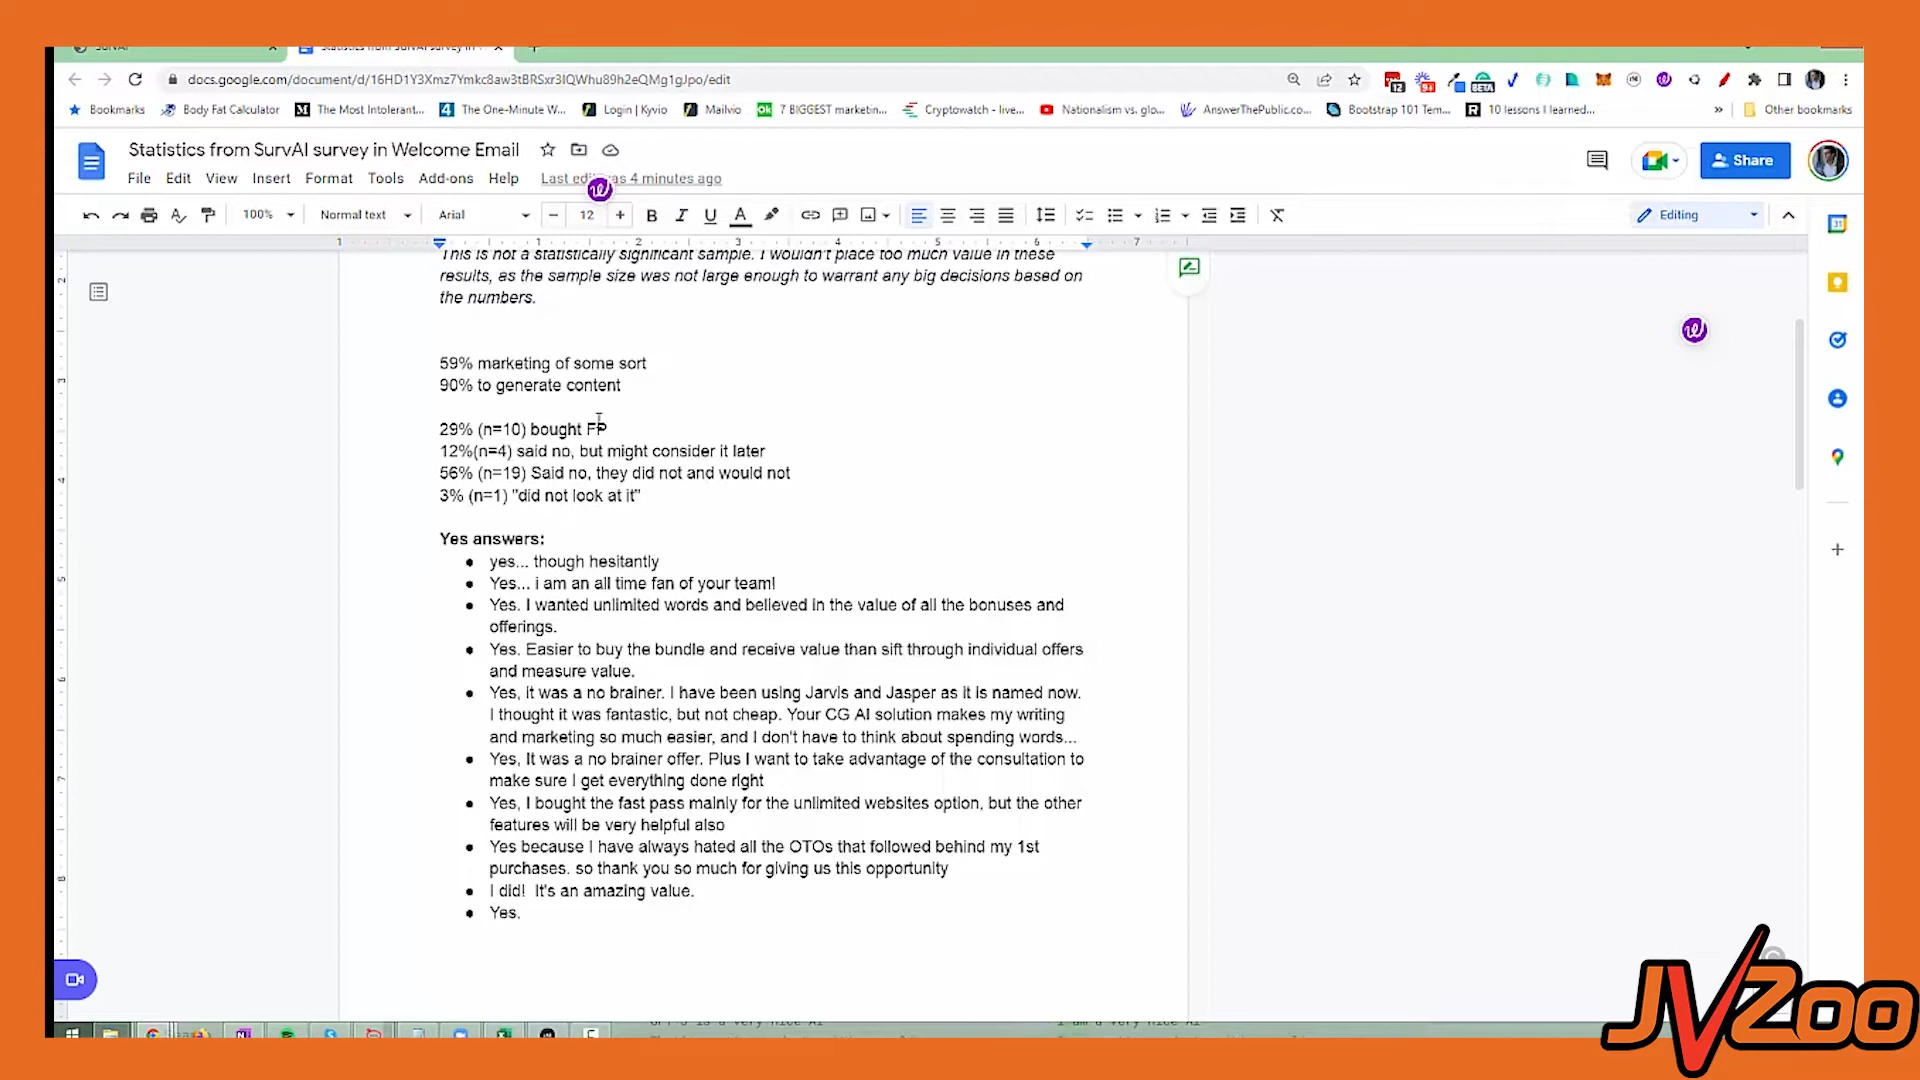 docs.google.com/document/d/16HD1Y3Xmz7Ymkc8aw3tBRSxr3lQWhu89h2eQMg1gJpo/edit
12
9+
BETA
Bookmarks Body Fat Calculator The Most Intolerant... The One-Minute W... Login | Kyvio Mailvio 7 BIGGEST marketin... Cryptowatch - live... Nationalism vs. glo... AnswerThePublic.co... Bootstrap 101 Tem... 10 lessons I learned... » Other bookmarks
Statistics from SurvAI survey in Welcome Email
Share
File Edit View Insert Format Tools Add-ons Help was 4 minutes ago
100% Normal text Arial 12 Editing
1 1 2 3 4 5 6 7
This is not a statistically significant sample. I wouldn't place too much value in these
results, as the sample size was not large enough to warrant any big decisions based on
the numbers.
59% marketing of some sort
90% to generate content
29% (n=10) bought FP
12%(n=4) said no, but might consider it later
56% (n=19) Said no, they did not and would not
3% (n=1) "did not look at it"
Yes answers:
yes... though hesitantly
Yes... i am an all time fan of your team!
Yes. I wanted unlimited words and believed in the value of all the bonuses and
offerings.
Yes. Easier to buy the bundle and receive value than sift through individual offers
and measure value.
Yes, it was a no brainer. I have been using Jarvis and Jasper as it is named now.
I thought it was fantastic, but not cheap. Your CG AI solution makes my writing
and marketing so much easier, and I don't have to think about spending words...
Yes, It was a no brainer offer. Plus I want to take advantage of the consultation to
make sure I get everything done right
Yes, I bought the fast pass mainly for the unlimited websites option, but the other
features will be very helpful also
Yes because I have always hated all the OTOs that followed behind my 1st
purchases. so thank you so much for giving us this opportunity
I did! It's an amazing value.
Yes.
JVZoo